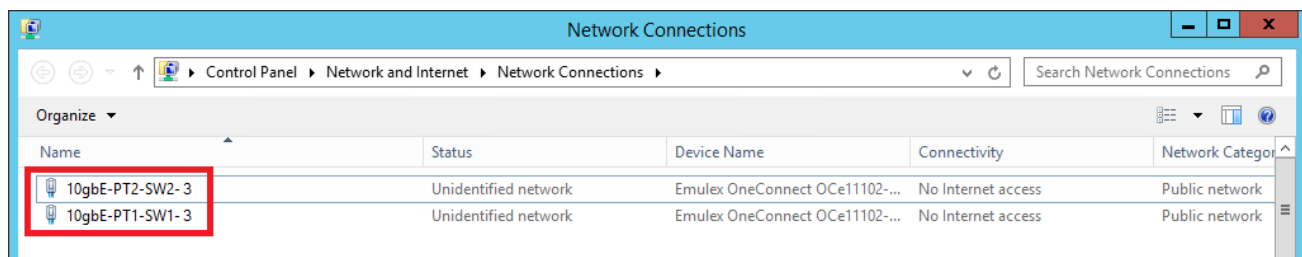 Network Connections
Control Panel Network and Internet Network Connections Search Network Connections
Organize
Name Status Device Name Connectivity Network Categor
10gbE-PT2-SW2- 3 Unidentified network Emulex OneConnect OCe11102-... No Internet access Public network
10gbE-PT1-SW1- 3 Unidentified network Emulex OneConnect OCe11102-... No Internet access Public network